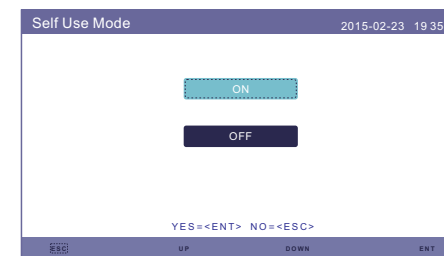 Self Use Mode 2015-02-23 19 35
ON
OFF
YES=<ENT> NO=<ESC>
ESC UP DOWN ENT